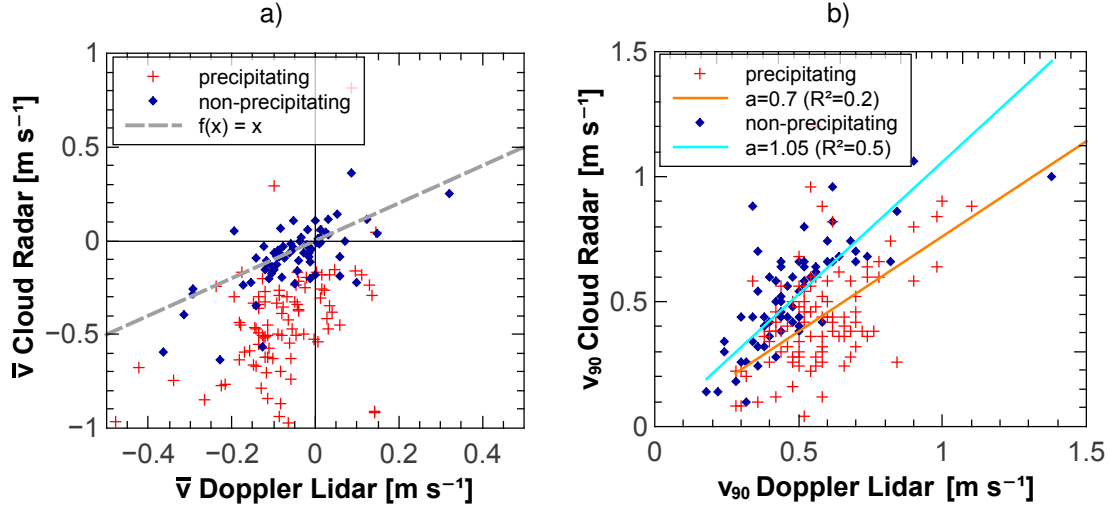 a)
1
0.5
0
−0.5
−1
−0.4
−0.2
0
0.2
0.4
v̅ Cloud Radar [m s⁻¹]
v̅ Doppler Lidar [m s⁻¹]
precipitating
non-precipitating
f(x) = x
b)
1.5
1
0.5
0
0
0.5
1
1.5
v₉₀ Cloud Radar [m s⁻¹]
v₉₀ Doppler Lidar [m s⁻¹]
precipitating
a=0.7 (R²=0.2)
non-precipitating
a=1.05 (R²=0.5)